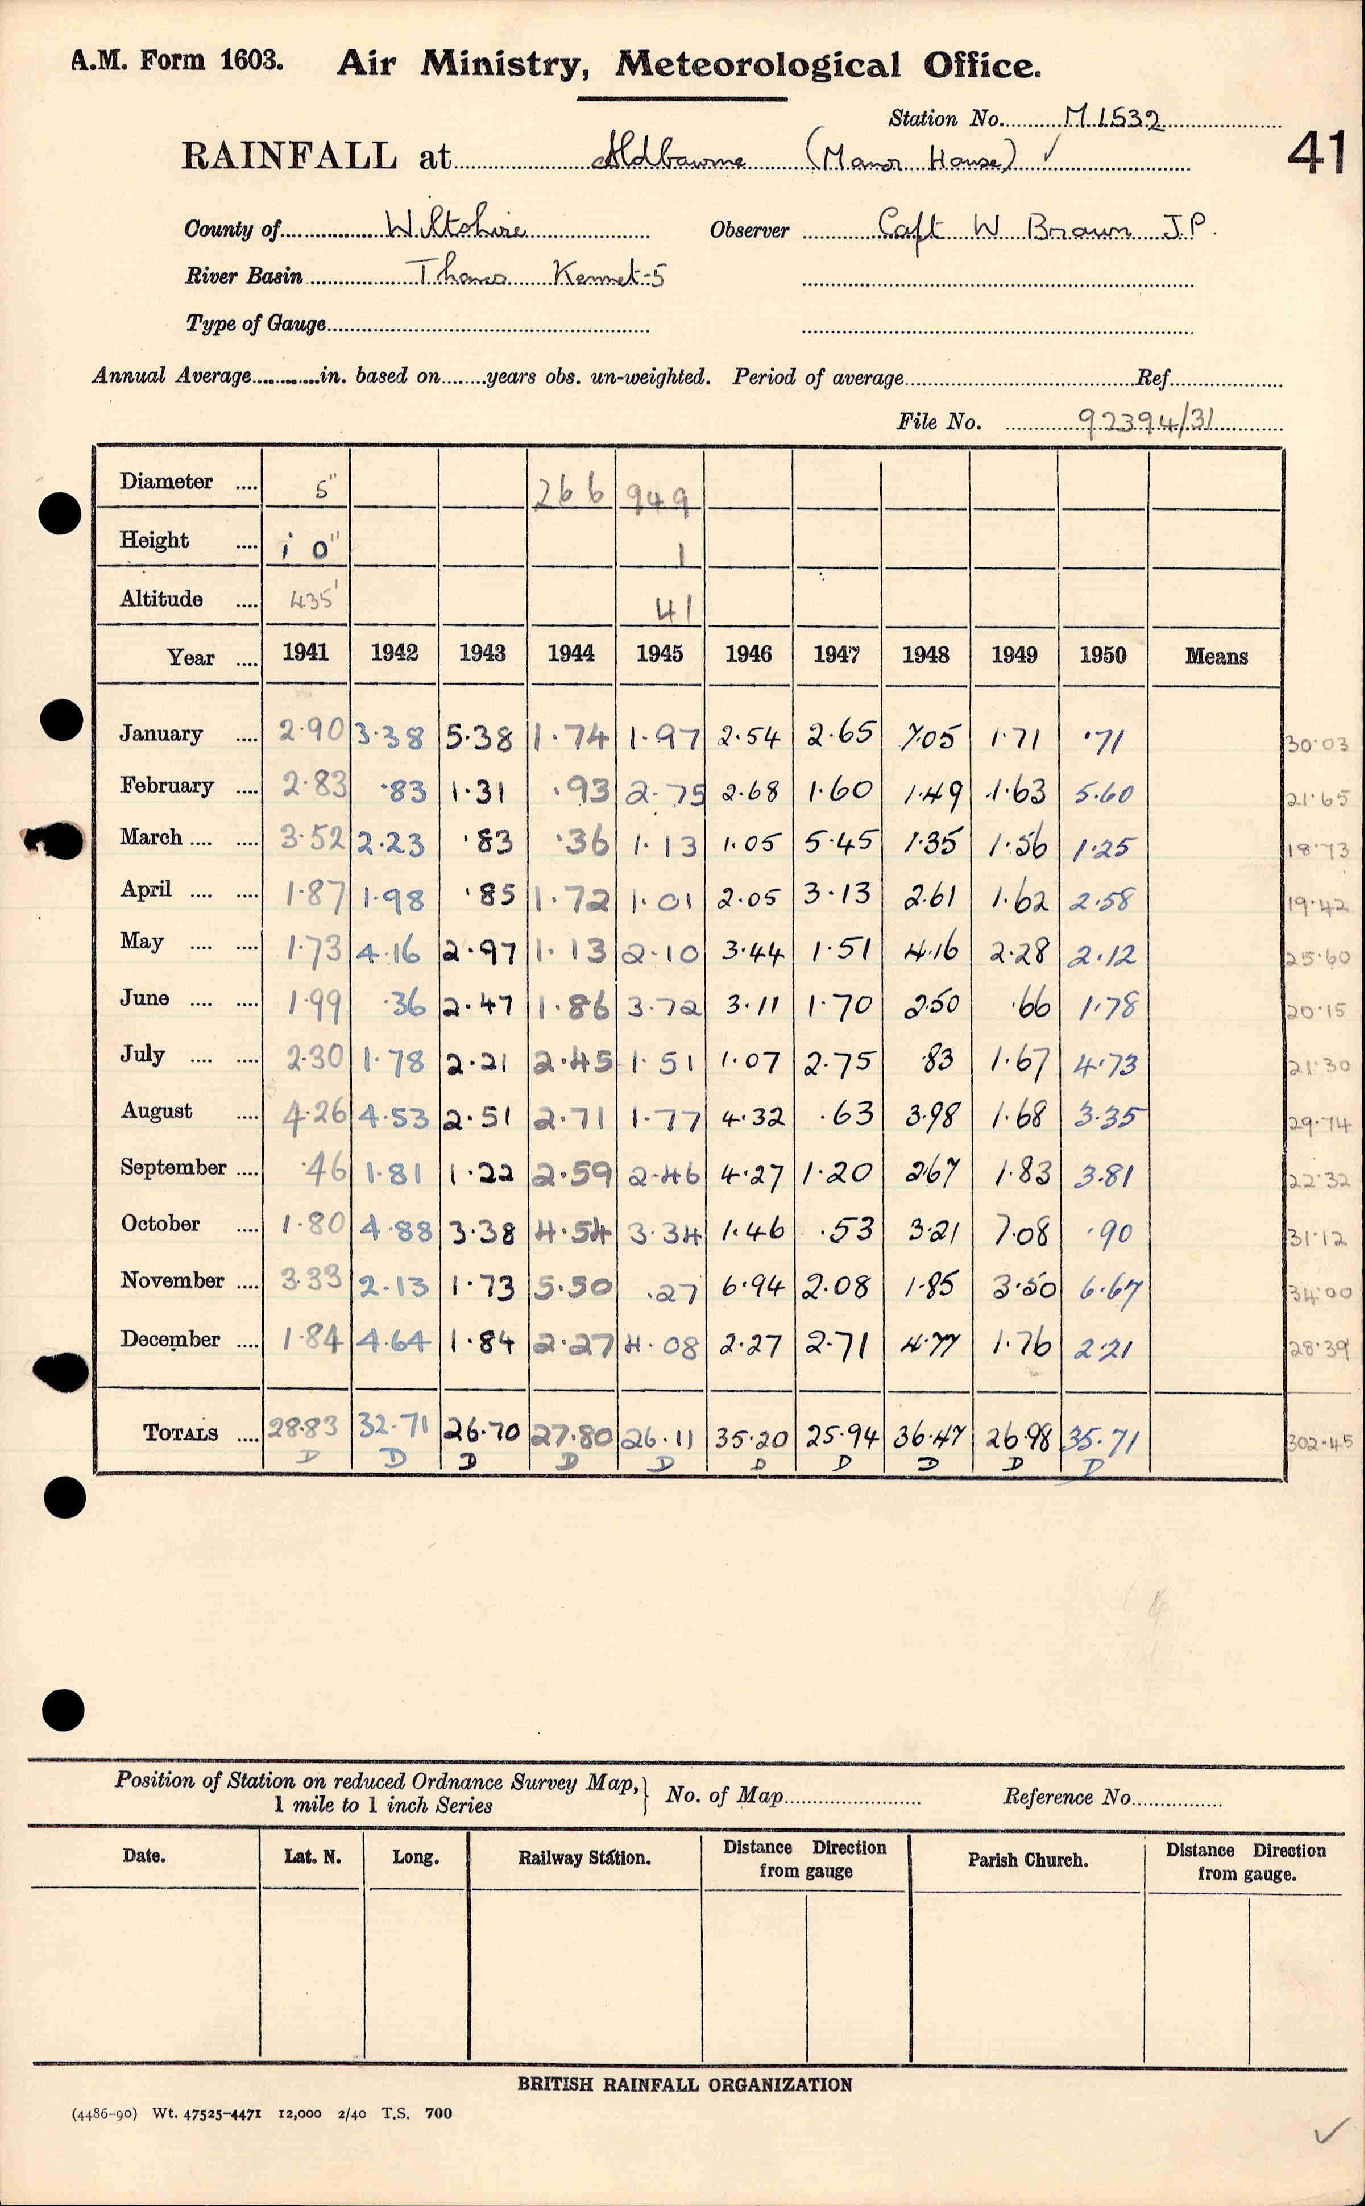 A.M. Form 1603. Air Ministry, Meteorological Office.
Station No. M 1532
RAINFALL at Aldbourne (Manor House) ✓ 41
County of Wiltshire Observer Capt W Brown J.P.
River Basin Thames Kennet-5
Type of Gauge
Annual Average in. based on years obs. un-weighted. Period of average Ref
File No. 92394/31
Diameter 5" 266 949
Height 1' 0" 1
Altitude 435' 41
Year 1941 1942 1943 1944 1945 1946 1947 1948 1949 1950 Means
January 2.90 3.38 5.38 1.74 1.97 2.54 2.65 7.05 1.71 .71 30.03
February 2.83 .83 1.31 .93 2.75 2.68 1.60 1.49 1.63 5.60 21.65
March 3.52 2.23 .83 .36 1.13 1.05 5.45 1.35 1.56 1.25 18.73
April 1.87 1.98 .85 1.72 1.01 2.05 3.13 2.61 1.62 2.58 19.42
May 1.73 4.16 2.97 1.13 2.10 3.44 1.51 4.16 2.28 2.12 25.60
June 1.99 .36 2.47 1.86 3.72 3.11 1.70 2.50 .66 1.78 20.15
July 2.30 1.78 2.21 2.45 1.51 1.07 2.75 .83 1.67 4.73 21.30
August 4.26 4.53 2.51 2.71 1.77 4.32 .63 3.98 1.68 3.35 29.74
September .46 1.81 1.22 2.59 2.46 4.27 1.20 2.67 1.83 3.81 22.32
October 1.80 4.88 3.38 4.54 3.34 1.46 .53 3.21 7.08 .90 31.12
November 3.33 2.13 1.73 5.50 .27 6.94 2.08 1.85 3.50 6.67 34.00
December 1.84 4.64 1.84 2.27 4.08 2.27 2.71 4.77 1.76 2.21 28.39
TOTALS 28.83 32.71 26.70 27.80 26.11 35.20 25.94 36.47 26.98 35.71 302.45
D D D D D D D D D D
Position of Station on reduced Ordnance Survey Map, 1 mile to 1 inch Series } No. of Map Reference No.
Date. Lat. N. Long. Railway Station. Distance Direction from gauge Parish Church. Distance Direction from gauge.
BRITISH RAINFALL ORGANIZATION
(4486-90) Wt. 47525-4471 12,000 2/40 T.S. 700
✓